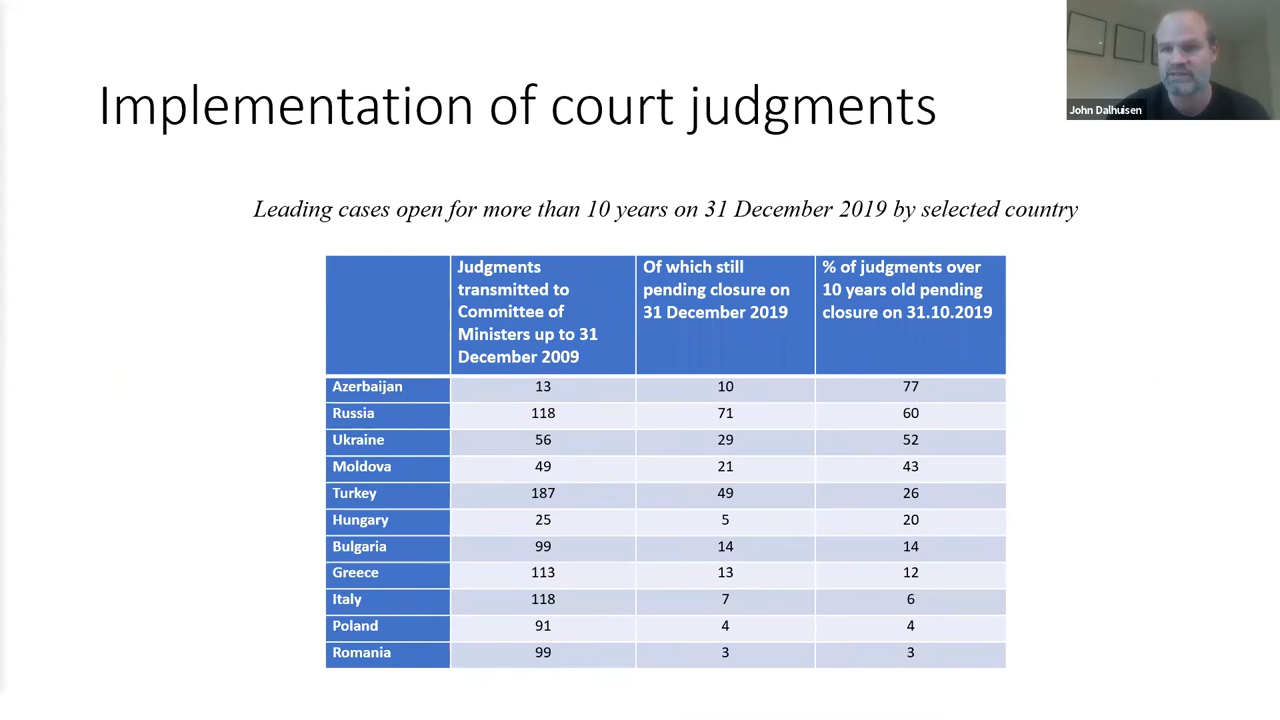 Implementation of court judgments
John Dalhuisen
Leading cases open for more than 10 years on 31 December 2019 by selected country
Judgments transmitted to Committee of Ministers up to 31 December 2009
Of which still pending closure on 31 December 2019
% of judgments over 10 years old pending closure on 31.10.2019
Azerbaijan 13 10 77
Russia 118 71 60
Ukraine 56 29 52
Moldova 49 21 43
Turkey 187 49 26
Hungary 25 5 20
Bulgaria 99 14 14
Greece 113 13 12
Italy 118 7 6
Poland 91 4 4
Romania 99 3 3